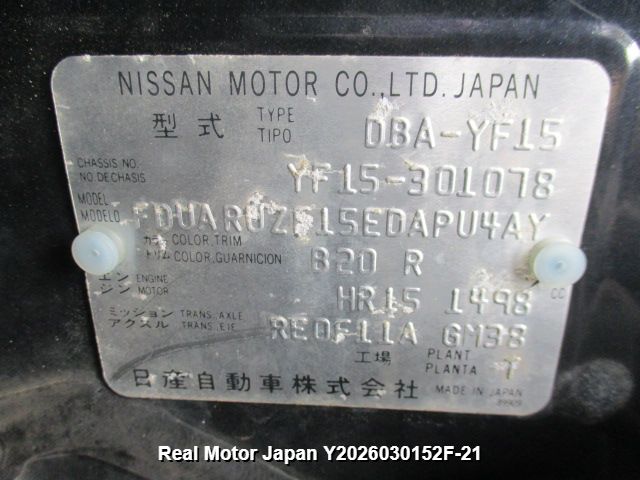 NISSAN MOTOR CO.,LTD. JAPAN
型式 TYPE TIPO DBA-YF15
CHASSIS NO. NO.DECHASIS YF15-301078
MODEL MODELO FDUARUZF15EDAPU4AY
カラー トリム COLOR,TRIM COLOR,GUARNICION B20 R
エンジン ENGINE MOTOR HR15 1498 CC
ミッション アクスル TRANS.AXLE TRANS.EJE RE0F11A GM38
工場 PLANT PLANTA T
日産自動車株式会社 MADE IN JAPAN
89909
Real Motor Japan Y2026030152F-21